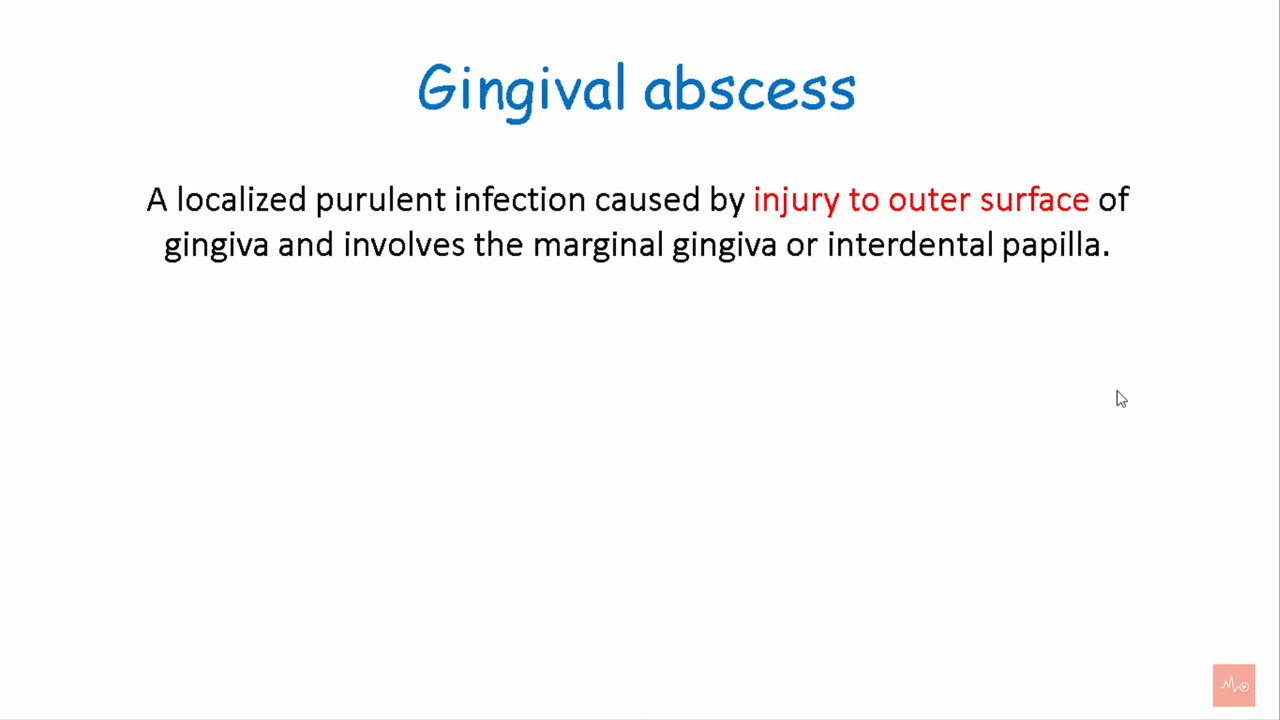 Gingival abscess
A localized purulent infection caused by injury to outer surface of
gingiva and involves the marginal gingiva or interdental papilla.